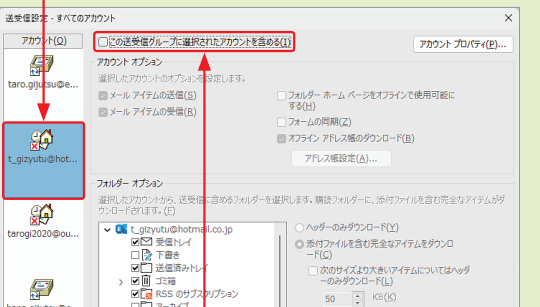 送受信設定 - すべてのアカウント
アカウント(O)
この送受信グループに選択されたアカウントを含める(I)
アカウント プロパティ(P)...
アカウント オプション
選択したアカウントのオプションを設定します。
taro.gijutsu@e...
メール アイテムの送信(S)
メール アイテムの受信(R)
フォルダー ホーム ページをオフラインで使用可能に
する(H)
フォームの同期(Z)
オフライン アドレス帳のダウンロード(B)
アドレス帳設定(A)...
t_gizyutu@hot...
フォルダー オプション
選択したアカウントから、送受信に含めるフォルダーを選択します。購読フォルダーに、添付ファイルを含む完全なアイテムがダ
ウンロードされます。(F)
t_gizyutu@hotmail.co.jp
受信トレイ
下書き
送信済みトレイ
ゴミ箱
RSS のサブスクリプション
アーカイブ
ヘッダーのみダウンロード(Y)
添付ファイルを含む完全なアイテムをダウンロ
ード(C)
次のサイズより大きいアイテムについてはヘッダ
ーのみダウンロード(L)
50
KB(K)
tarogi2020@ou...